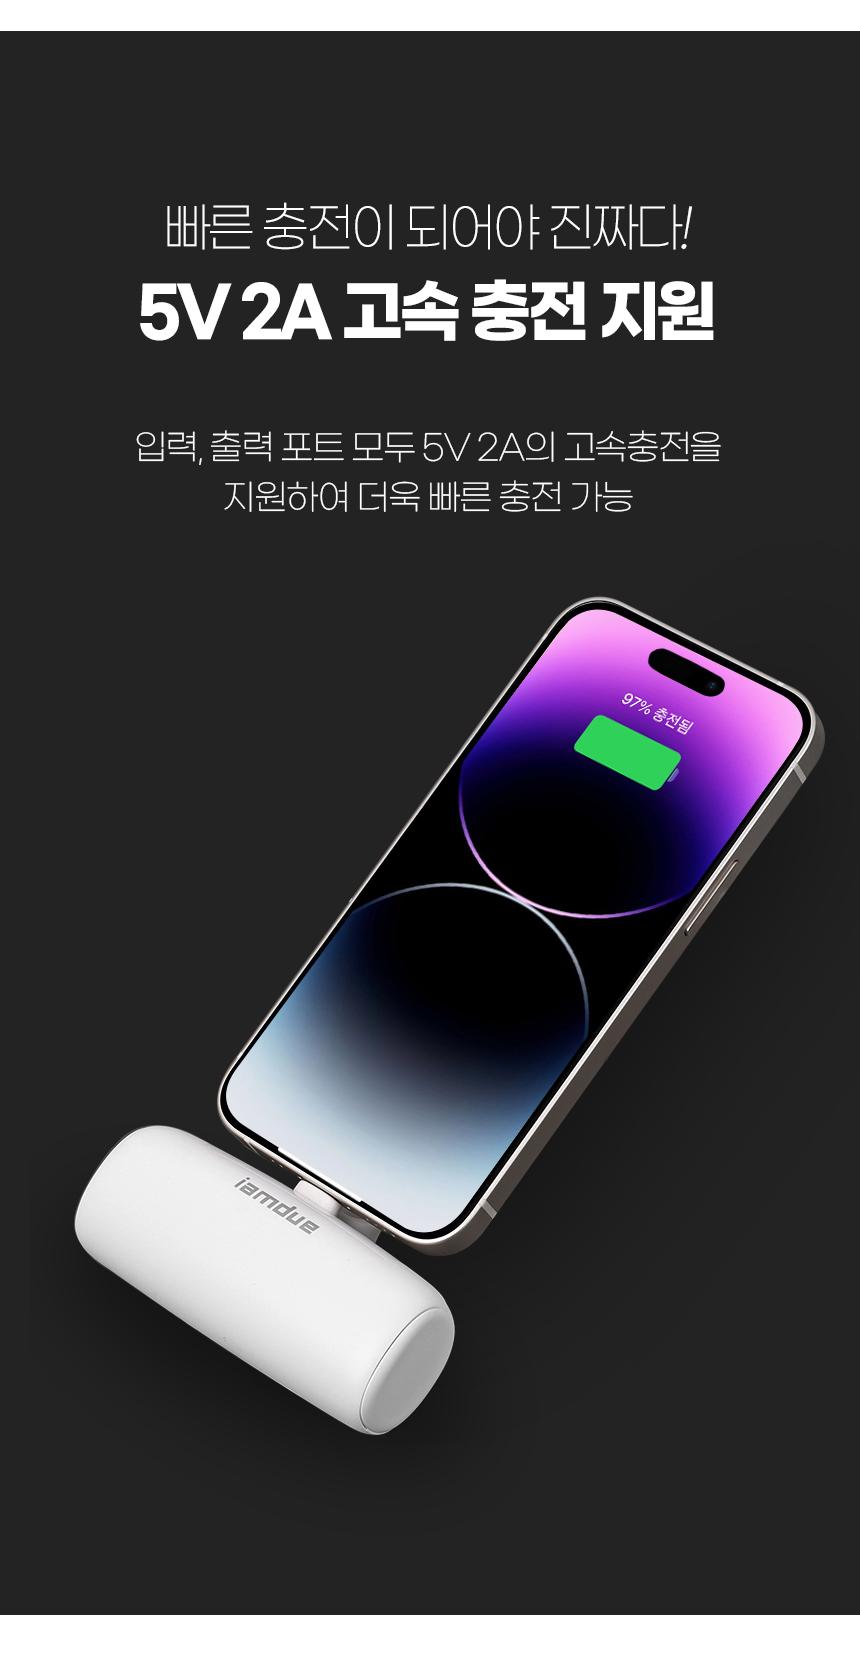 빠른 충전이 되어야 진짜다!
5V 2A 고속 충전 지원
입력, 출력 포트 모두 5V 2A의 고속충전을
지원하여 더욱 빠른 충전 가능
97% 충전됨
iamdue